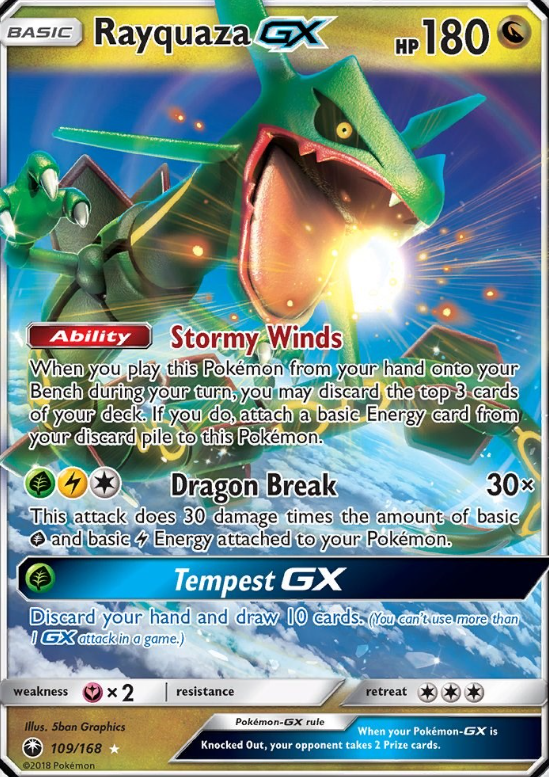 BASIC Rayquaza GX HP180
Ability Stormy Winds
When you play this Pokémon from your hand onto your
Bench during your turn, you may discard the top 3 cards
of your deck. If you do, attach a basic Energy card from
your discard pile to this Pokémon.
Dragon Break 30×
This attack does 30 damage times the amount of basic
and basic Energy attached to your Pokémon.
Tempest GX
Discard your hand and draw 10 cards. (You can't use more than
1 GX attack in a game.)
weakness ×2 resistance retreat
Illus. 5ban Graphics
109/168
©2018 Pokémon
Pokémon-GX rule
When your Pokémon-GX is
Knocked Out, your opponent takes 2 Prize cards.